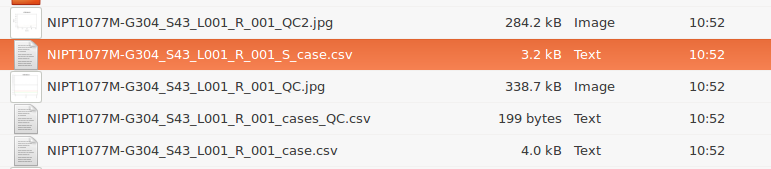 NIPT1077M-G304_S43_L001_R_001_QC2.jpg 284.2 kB Image 10:52
NIPT1077M-G304_S43_L001_R_001_S_case.csv 3.2 kB Text 10:52
NIPT1077M-G304_S43_L001_R_001_QC.jpg 338.7 kB Image 10:52
NIPT1077M-G304_S43_L001_R_001_cases_QC.csv 199 bytes Text 10:52
NIPT1077M-G304_S43_L001_R_001_case.csv 4.0 kB Text 10:52